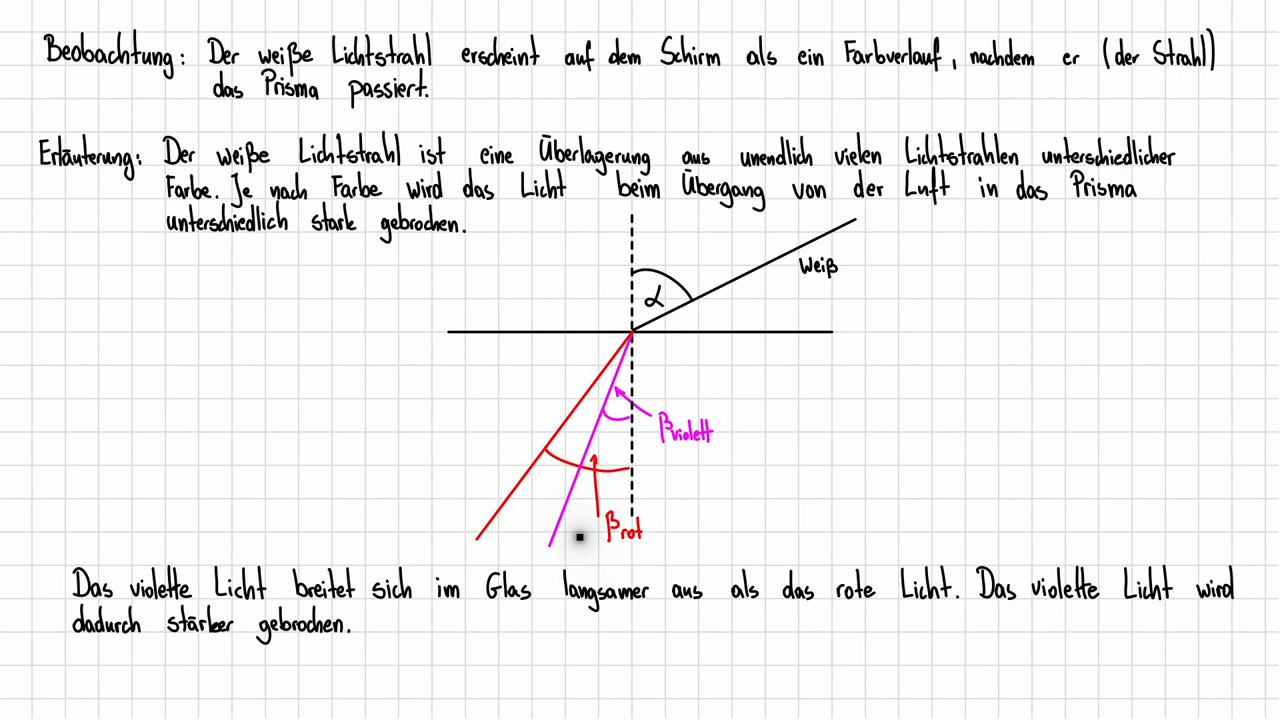 Beobachtung: Der weiße Lichtstrahl erscheint auf dem Schirm als ein Farbverlauf, nachdem er (der Strahl)
das Prisma passiert.
Erläuterung: Der weiße Lichtstrahl ist eine Überlagerung aus unendlich vielen Lichtstrahlen unterschiedlicher
Farbe. Je nach Farbe wird das Licht beim Übergang von der Luft in das Prisma
unterschiedlich stark gebrochen.
Weiß
α
βviolett
βrot
Das violette Licht breitet sich im Glas langsamer aus als das rote Licht. Das violette Licht wird
dadurch stärker gebrochen.